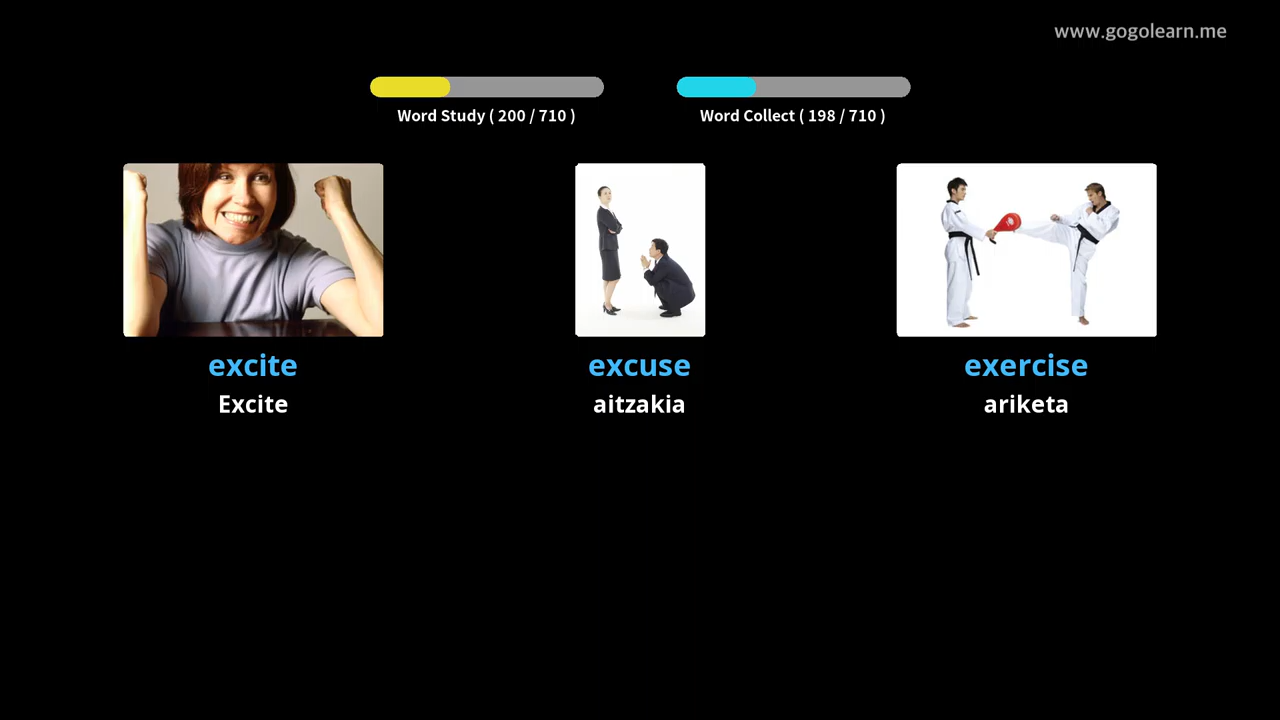 www.gogolearn.me
Word Study ( 200 / 710 )
Word Collect ( 198 / 710 )
excite
excuse
exercise
Excite
aitzakia
ariketa